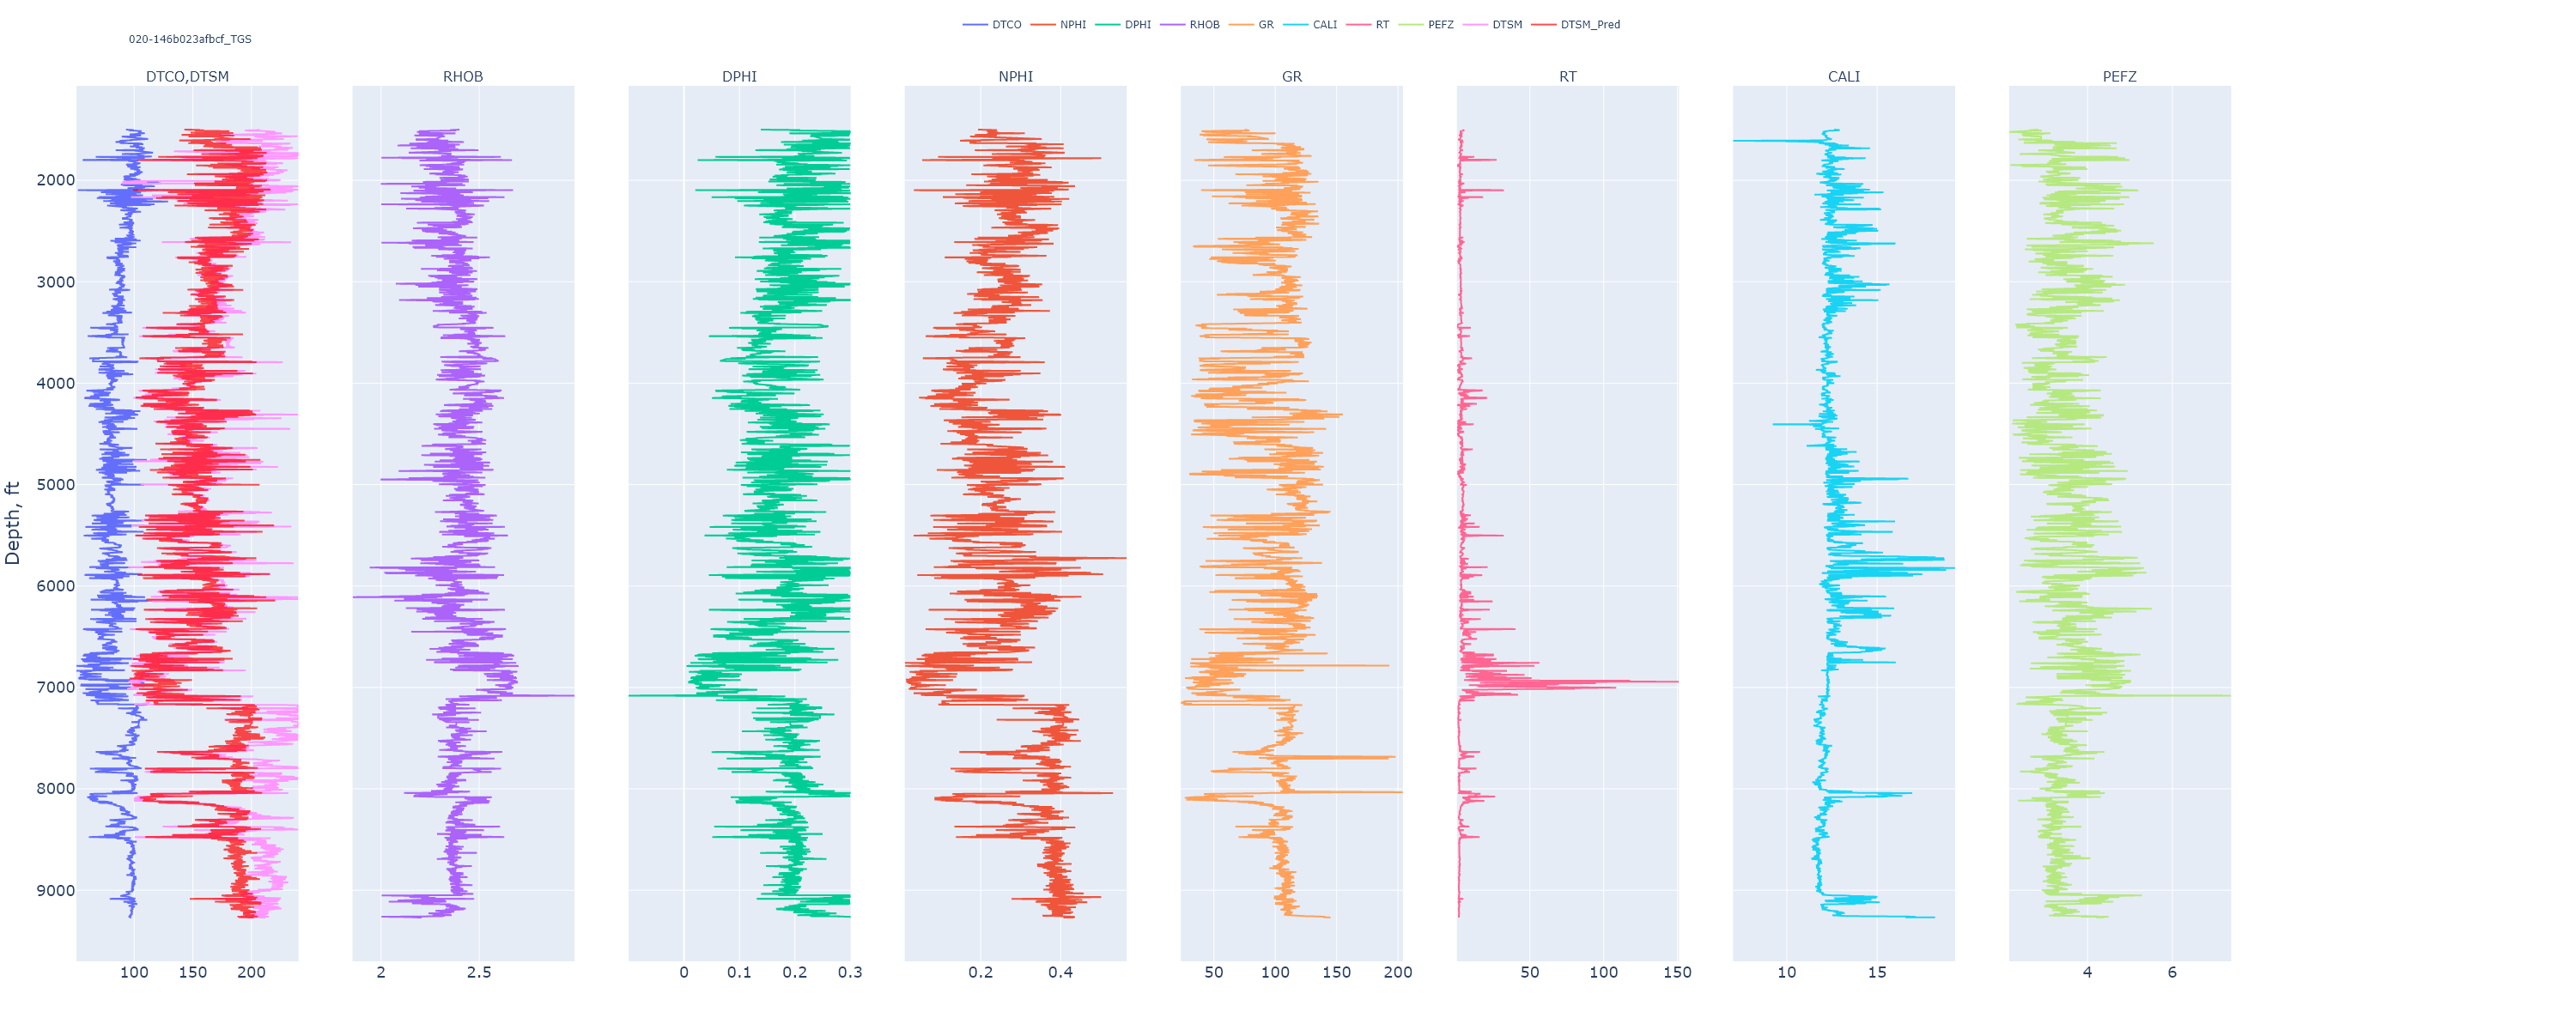 DTCO NPHI DPHI RHOB GR CALI RT PEFZ DTSM DTSM_Pred
020-146b023afbcf_TGS
DTCO,DTSM RHOB DPHI NPHI GR RT CALI PEFZ
2000
3000
4000
5000
6000
7000
8000
9000
Depth, ft
100 150 200 2 2.5 0 0.1 0.2 0.3 0.2 0.4 50 100 150 200 50 100 150 10 15 4 6